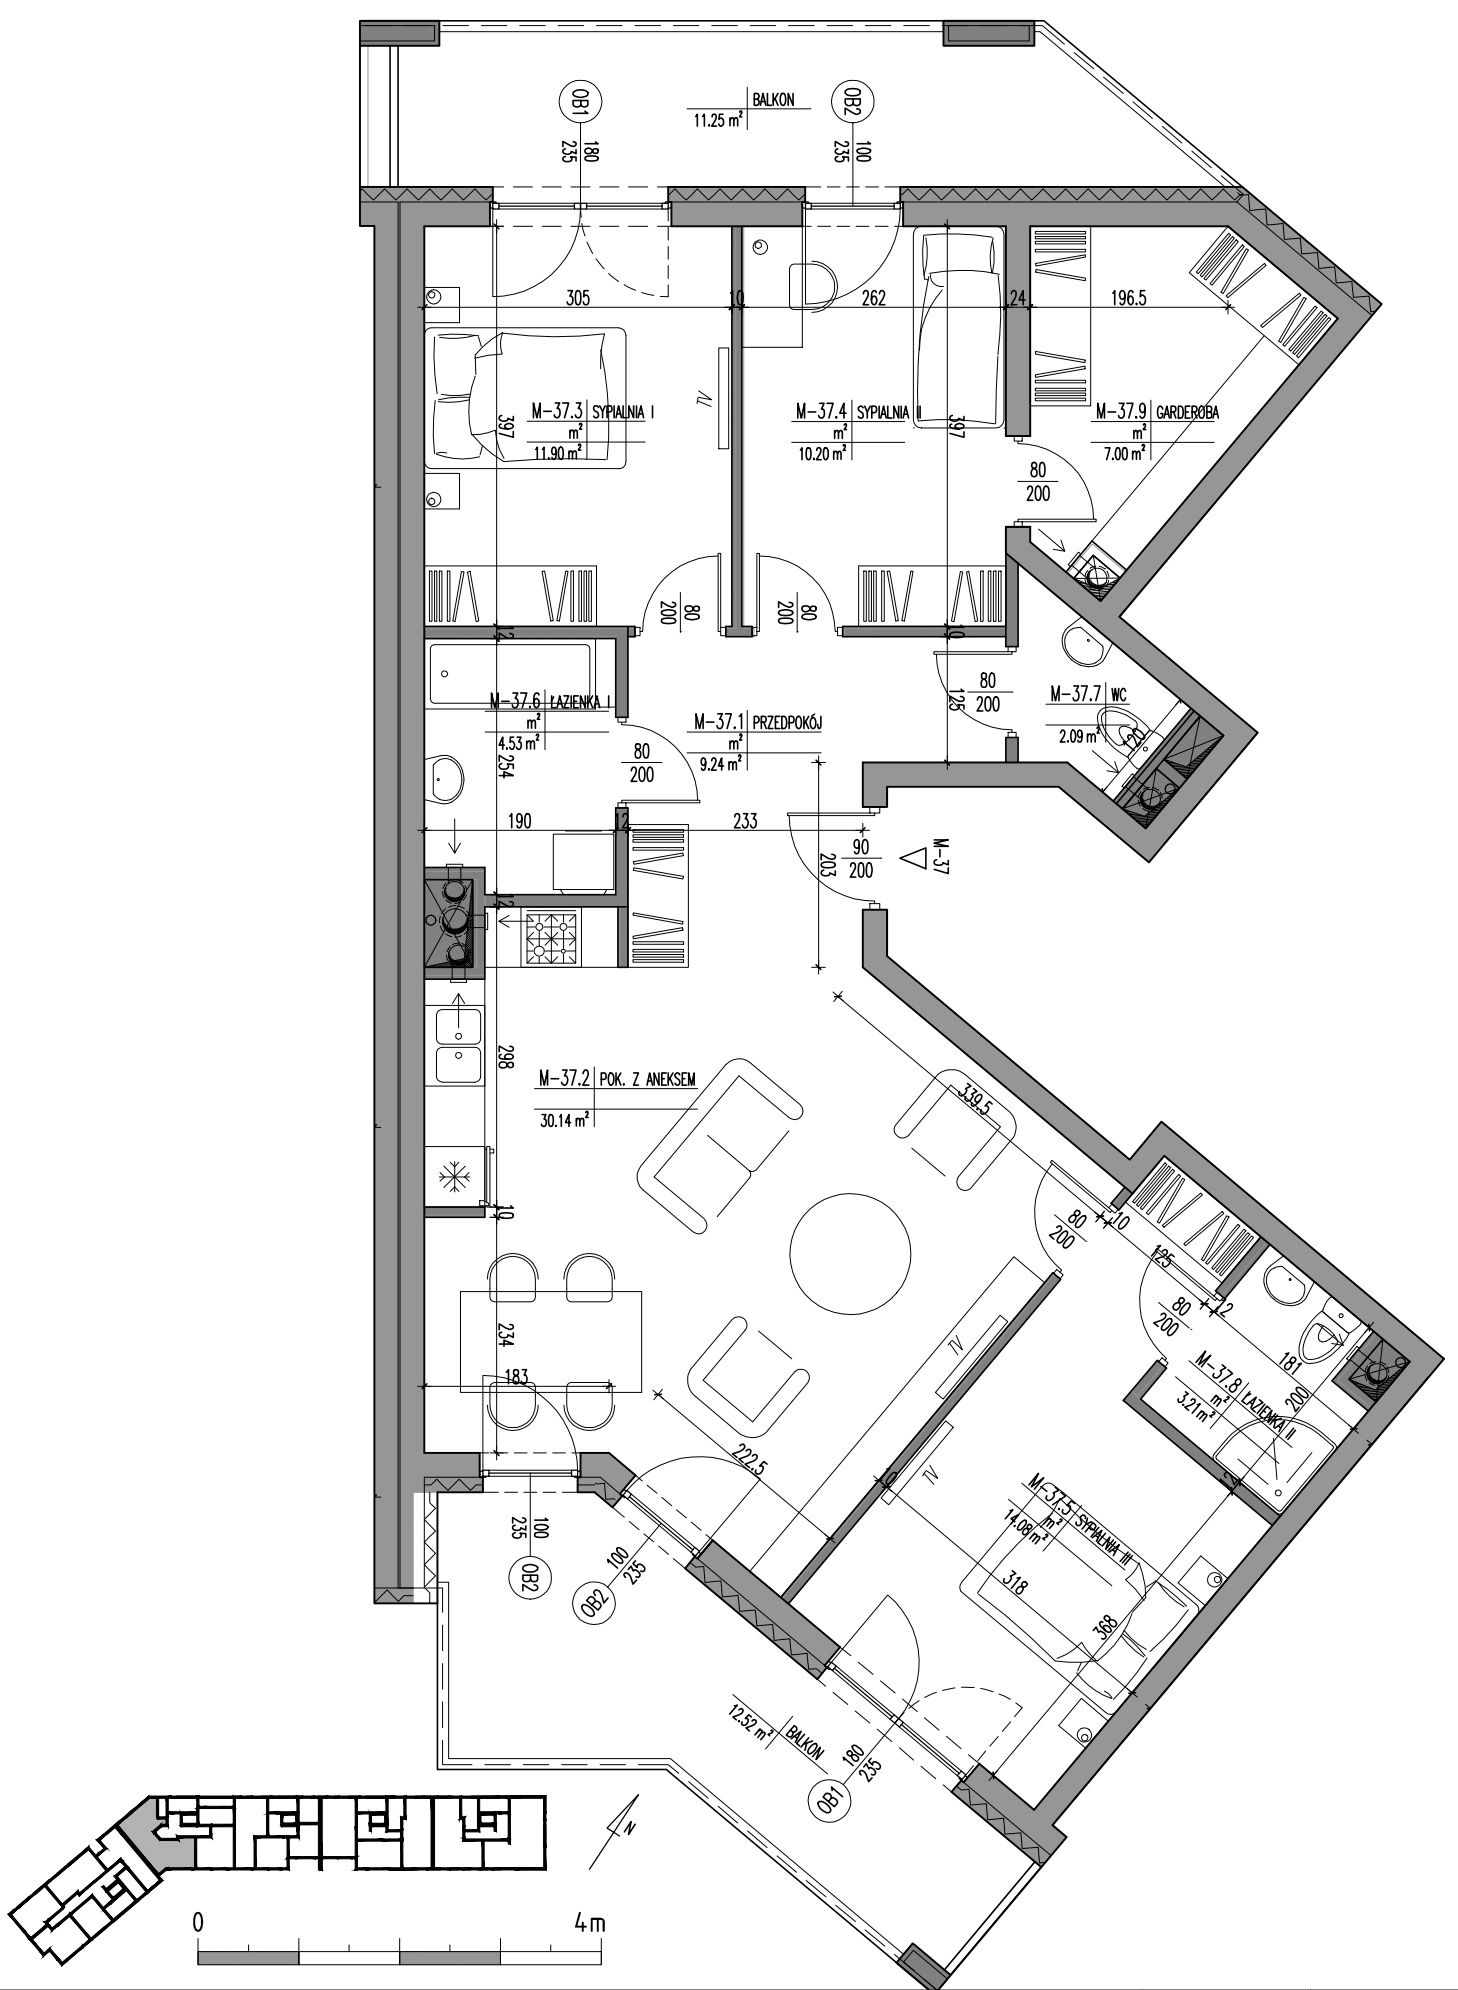 BALKON
11.25 m²
OB1
180
235
OB2
100
235
305
10
262
24
196.5
M-37.3 SYPIALNIA I
m²
11.90 m²
397
TV
M-37.4 SYPIALNIA II
m²
10.20 m²
397
M-37.9 GARDEROBA
m²
7.00 m²
80
200
80
200
80
200
12
10
M-37.6 ŁAZIENKA I
m²
4.53 m²
254
80
200
M-37.1 PRZEDPOKÓJ
m²
9.24 m²
125
80
200
M-37.7 WC
2.09 m²
120
190
12
233
203
90
200
M-37
12
298
M-37.2 POK. Z ANEKSEM
30.14 m²
339.5
10
80
200
10
125
80
200
12
181
200
M-37.8 ŁAZIENKA II
m²
3.21 m²
12
234
183
TV
222.5
10
TV
M-37.5 SYPIALNIA III
m²
14.08 m²
318
368
100
235
OB2
100
235
OB2
BALKON
12.52 m²
180
235
OB1
N
0
4m